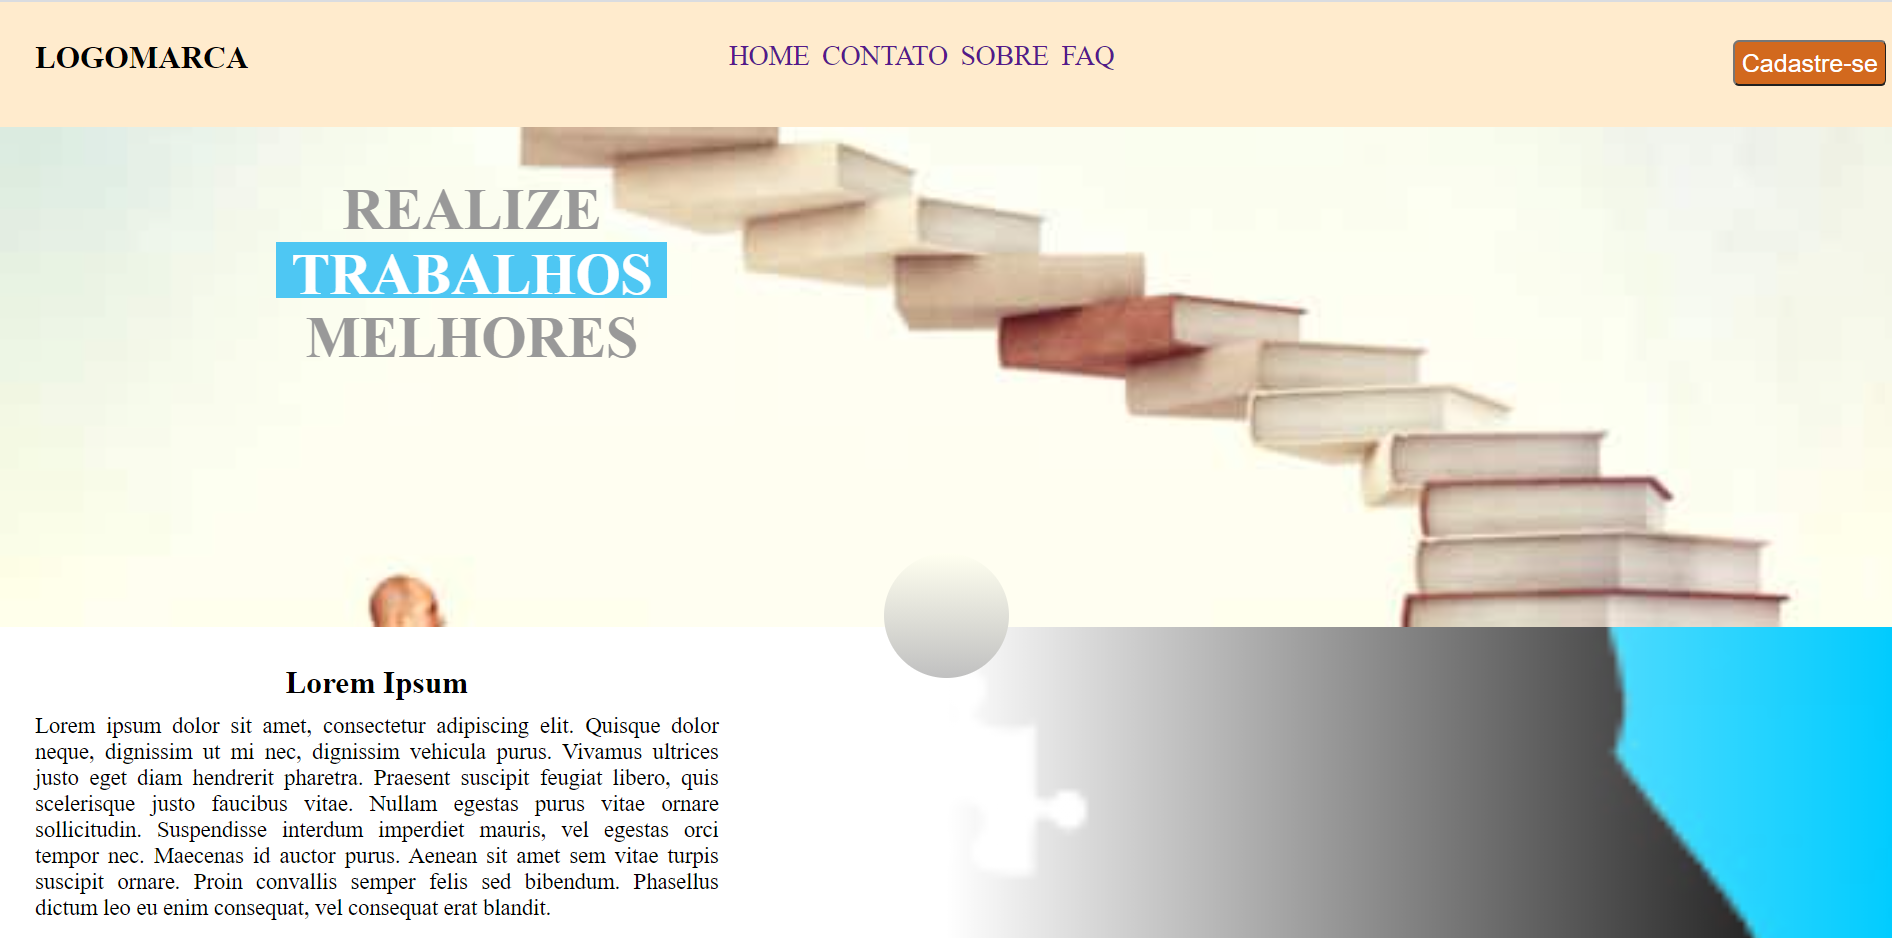 LOGOMARCA
HOME CONTATO SOBRE FAQ
Cadastre-se
REALIZE
TRABALHOS
MELHORES
Lorem Ipsum
Lorem ipsum dolor sit amet, consectetur adipiscing elit. Quisque dolor
neque, dignissim ut mi nec, dignissim vehicula purus. Vivamus ultrices
justo eget diam hendrerit pharetra. Praesent suscipit feugiat libero, quis
scelerisque justo faucibus vitae. Nullam egestas purus vitae ornare
sollicitudin. Suspendisse interdum imperdiet mauris, vel egestas orci
tempor nec. Maecenas id auctor purus. Aenean sit amet sem vitae turpis
suscipit ornare. Proin convallis semper felis sed bibendum. Phasellus
dictum leo eu enim consequat, vel consequat erat blandit.